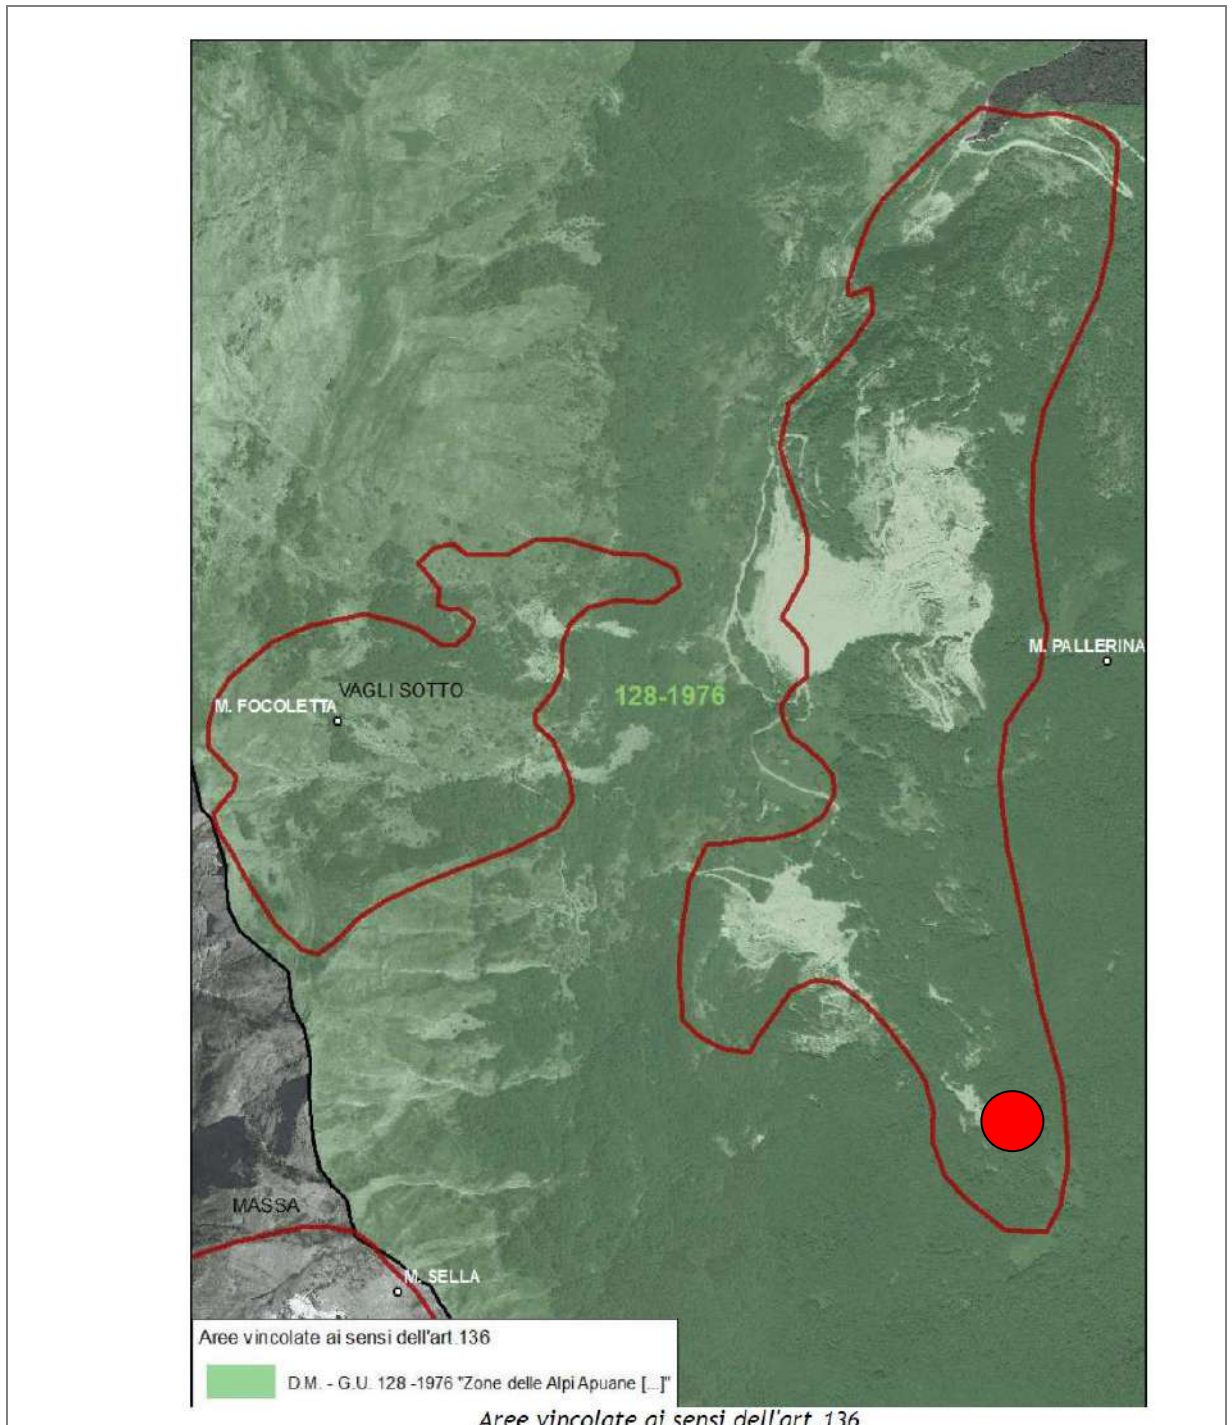 M. PALLERINA
VAGLI SOTTO
128-1976
M. FOCOLETTA
MASSA
M. SELLA
Aree vincolate ai sensi dell'art.136
D.M. - G.U. 128 -1976 "Zone delle Alpi Apuane [...]"
Aree vincolate ai sensi dell'art. 136